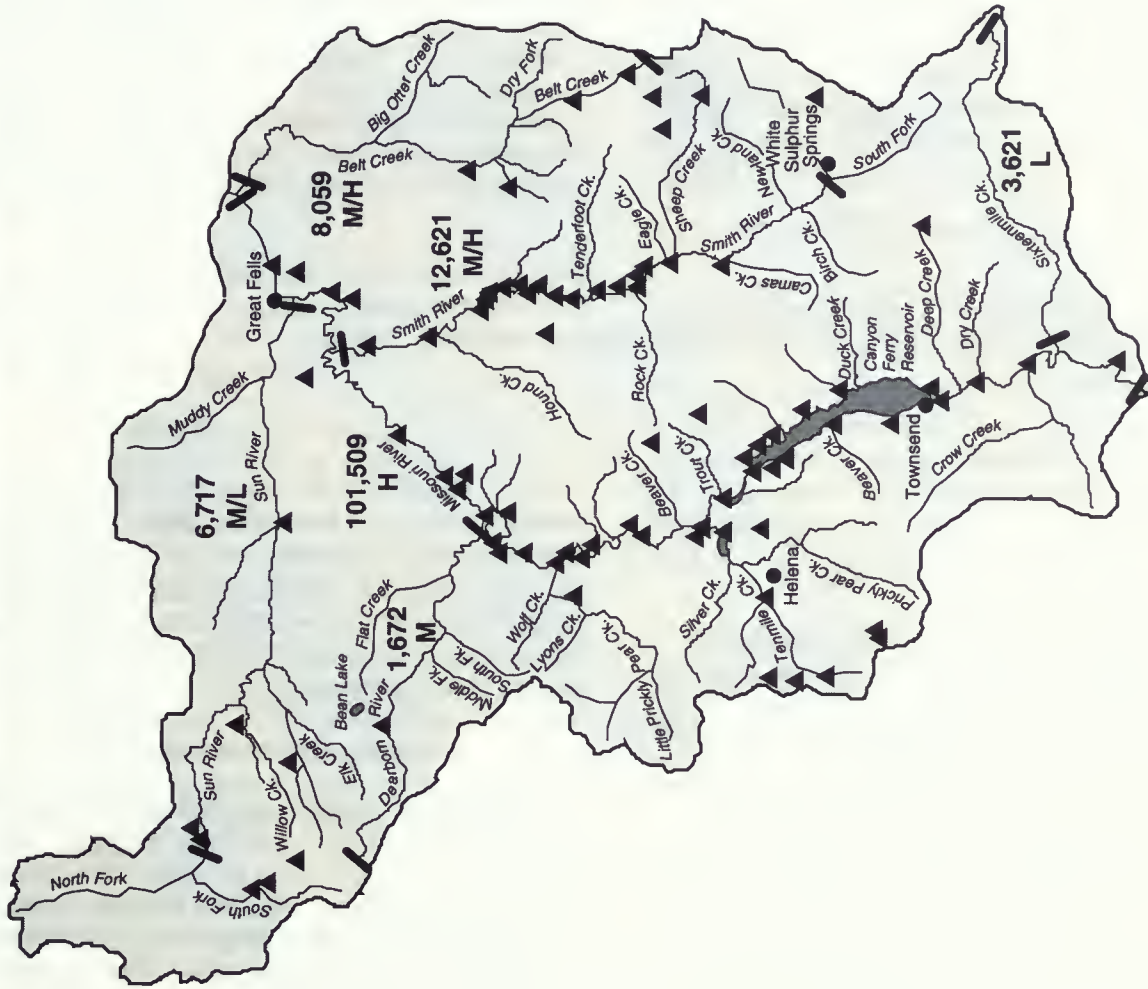 North Fork
South Fork
Sun River
Willow Ck.
Elk
Creek
Bean Lake
Dearborn
River
Flat Creek
1,672
M
Middle Fk.
South Fk.
Muddy Creek
Sun River
6,717
M/L
Great Fells
Belt Creek
Big Otter Creek
Dry Fork
Belt Creek
8,059
M/H
12,621
M/H
101,509
H
Missouri River
Smith River
Hound Ck.
Rock Ck.
Tenderfoot Ck.
Eagle Ck.
Sheep Creek
Newland Ck.
White
Sulphur
Springs
South Fork
Smith River
Camas Ck.
Birch Ck.
Wolf Ck.
Lyons Ck.
Little Prickly
Pear Ck.
Silver Ck.
Tenmile
Ck.
Helena
Prickly Pear Ck.
Beaver Ck.
Trout Ck.
Duck Creek
Canyon
Ferry
Reservoir
Deep Creek
Dry Creek
Beaver Ck.
Townsend
Crow Creek
Sixteenmile Ck.
3,621
L